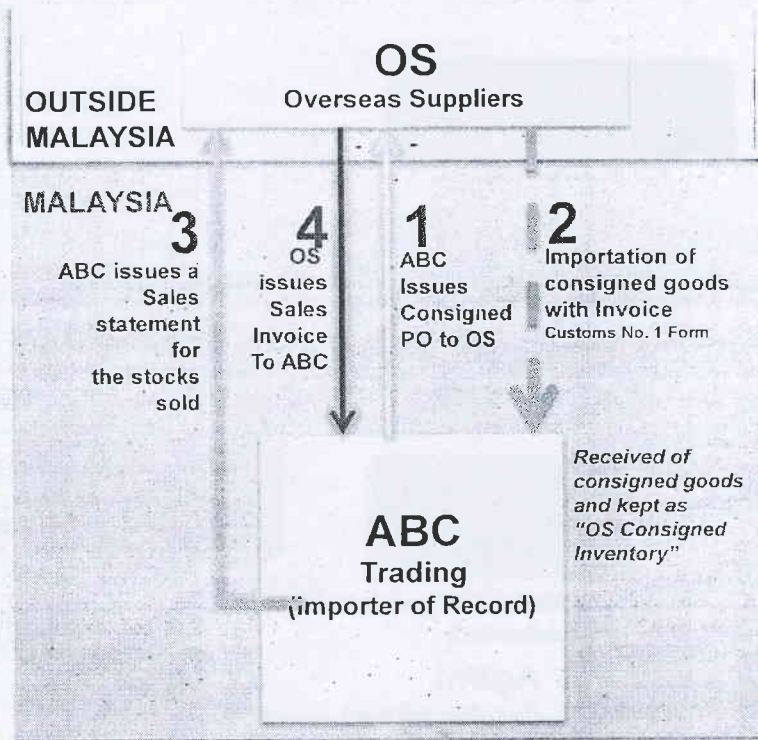 OS
Overseas Suppliers
OUTSIDE
MALAYSIA
MALAYSIA
3
ABC issues a
Sales
statement
for
the stocks
sold
4
OS
issues
Sales
Invoice
To ABC
1
ABC
Issues
Consigned
PO to OS
2
Importation of
consigned goods
with Invoice
Customs No. 1 Form
Received of
consigned goods
and kept as
"OS Consigned
Inventory"
ABC
Trading
(importer of Record)